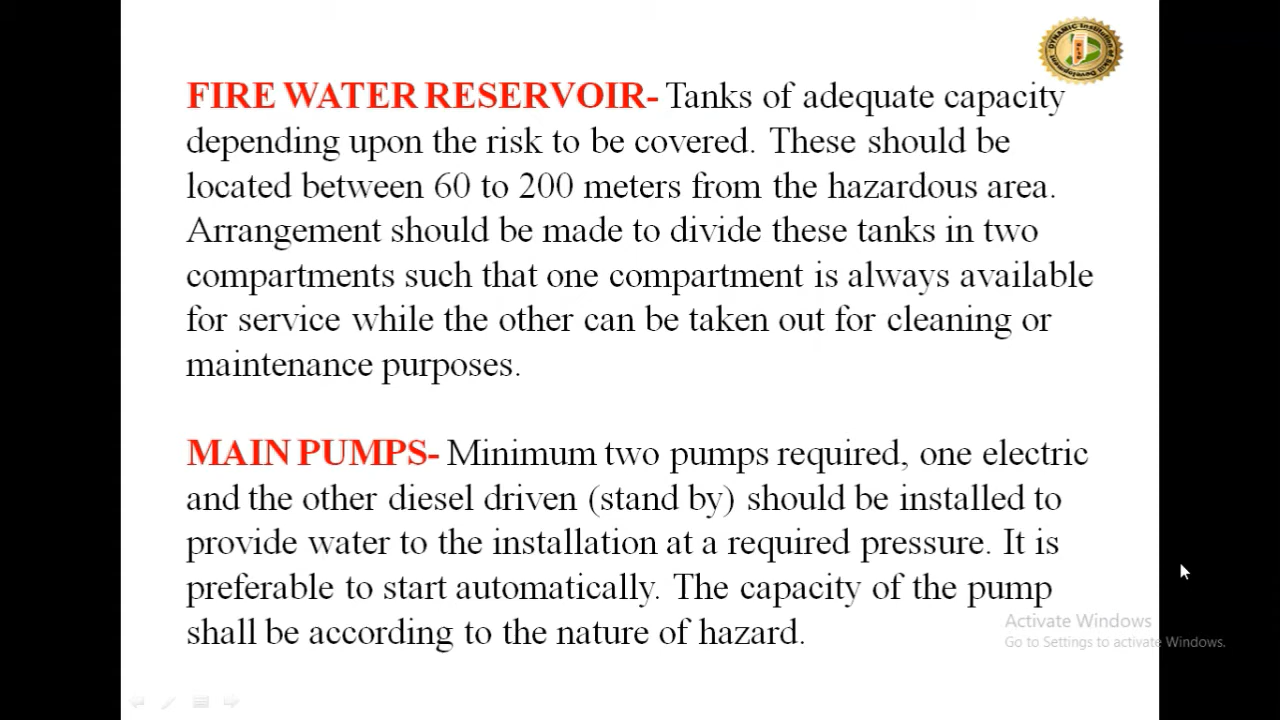 DYNAMIC Institution of Skill Development
FIRE WATER RESERVOIR- Tanks of adequate capacity
depending upon the risk to be covered. These should be
located between 60 to 200 meters from the hazardous area.
Arrangement should be made to divide these tanks in two
compartments such that one compartment is always available
for service while the other can be taken out for cleaning or
maintenance purposes.
MAIN PUMPS- Minimum two pumps required, one electric
and the other diesel driven (stand by) should be installed to
provide water to the installation at a required pressure. It is
preferable to start automatically. The capacity of the pump
shall be according to the nature of hazard.
Activate Windows
Go to Settings to activate Windows.